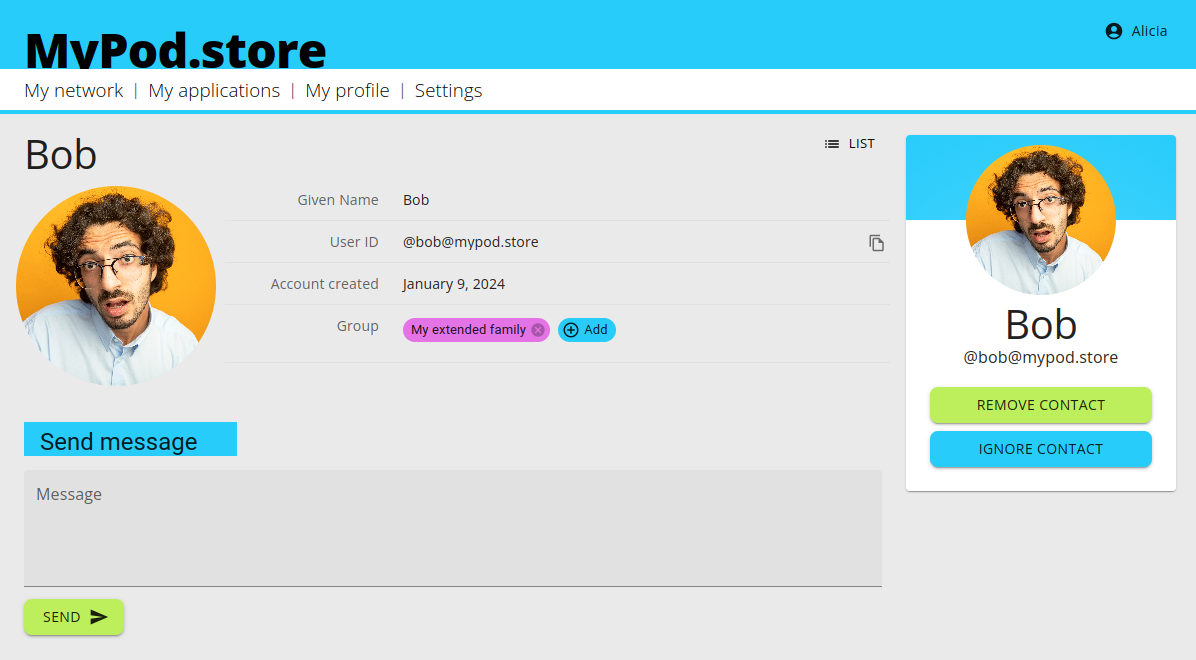 MyPod.store
Alicia
My network | My applications | My profile | Settings
Bob
LIST
Given Name Bob
User ID @bob@mypod.store
Account created January 9, 2024
Group My extended family Add
Send message
Message
SEND
Bob
@bob@mypod.store
REMOVE CONTACT
IGNORE CONTACT